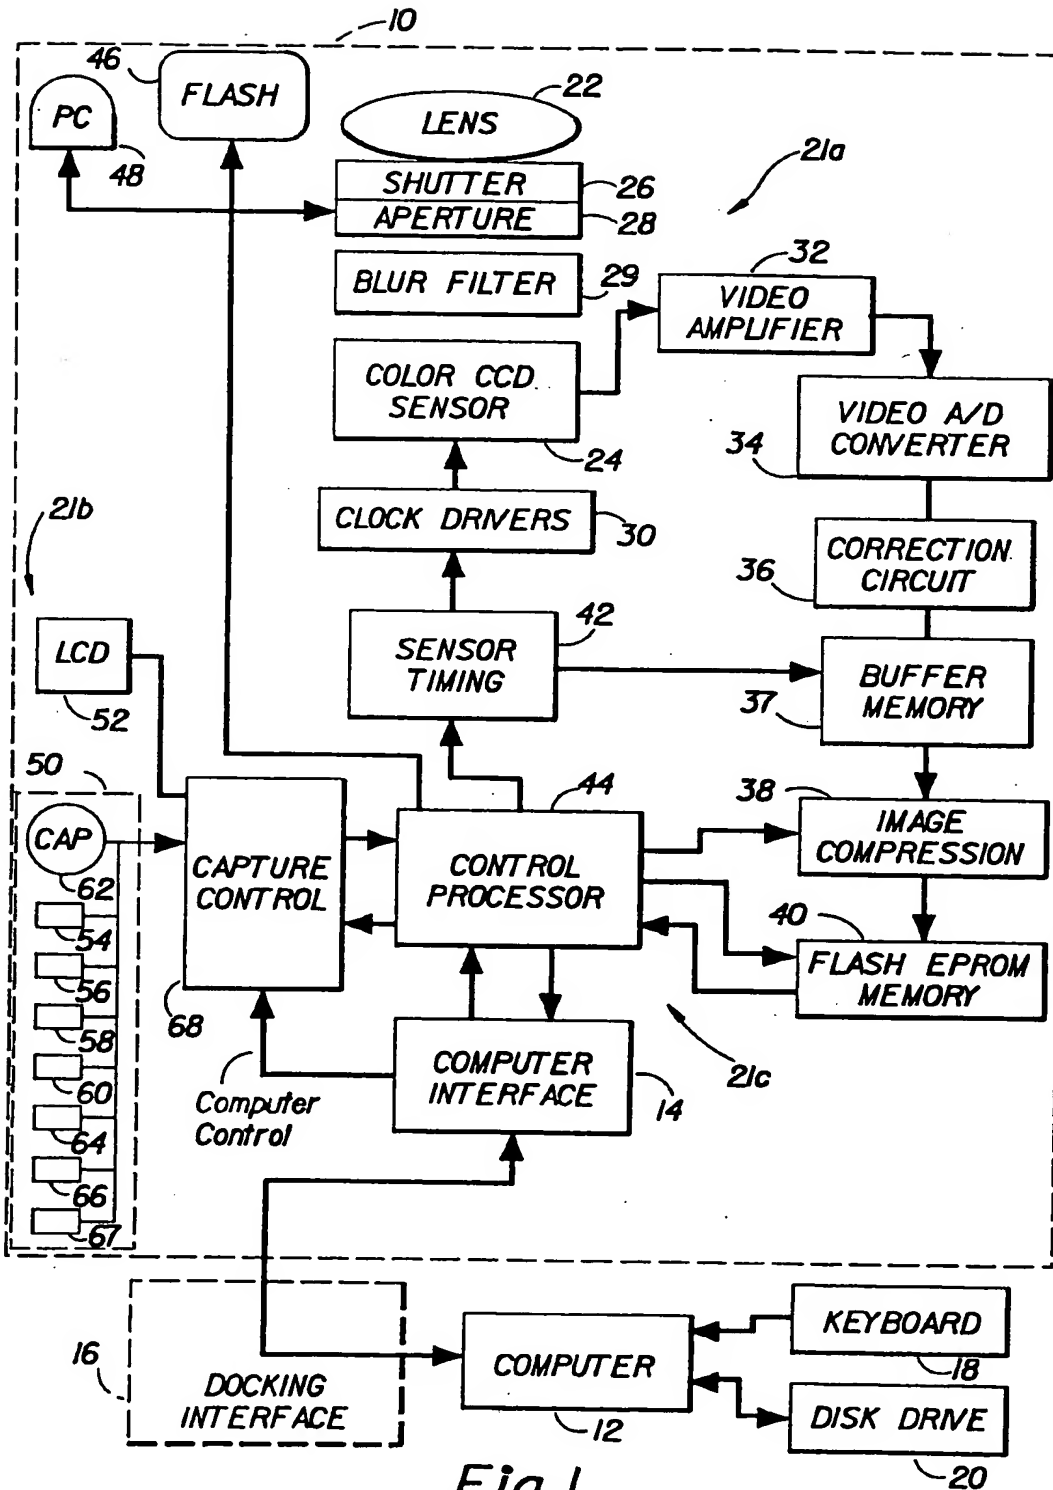 10
46
FLASH
PC
48
22
LENS
SHUTTER
26
APERTURE
28
21a
BLUR FILTER
29
32
VIDEO
AMPLIFIER
COLOR CCD
SENSOR
24
VIDEO A/D
CONVERTER
34
21b
CLOCK DRIVERS
30
CORRECTION
CIRCUIT
36
LCD
52
SENSOR
TIMING
42
BUFFER
MEMORY
37
50
CAP
62
54
56
58
60
64
66
67
CAPTURE
CONTROL
68
44
CONTROL
PROCESSOR
38
IMAGE
COMPRESSION
40
FLASH EPROM
MEMORY
21c
COMPUTER
INTERFACE
14
Computer
Control
16
DOCKING
INTERFACE
COMPUTER
12
KEYBOARD
18
DISK DRIVE
20
Fig.1